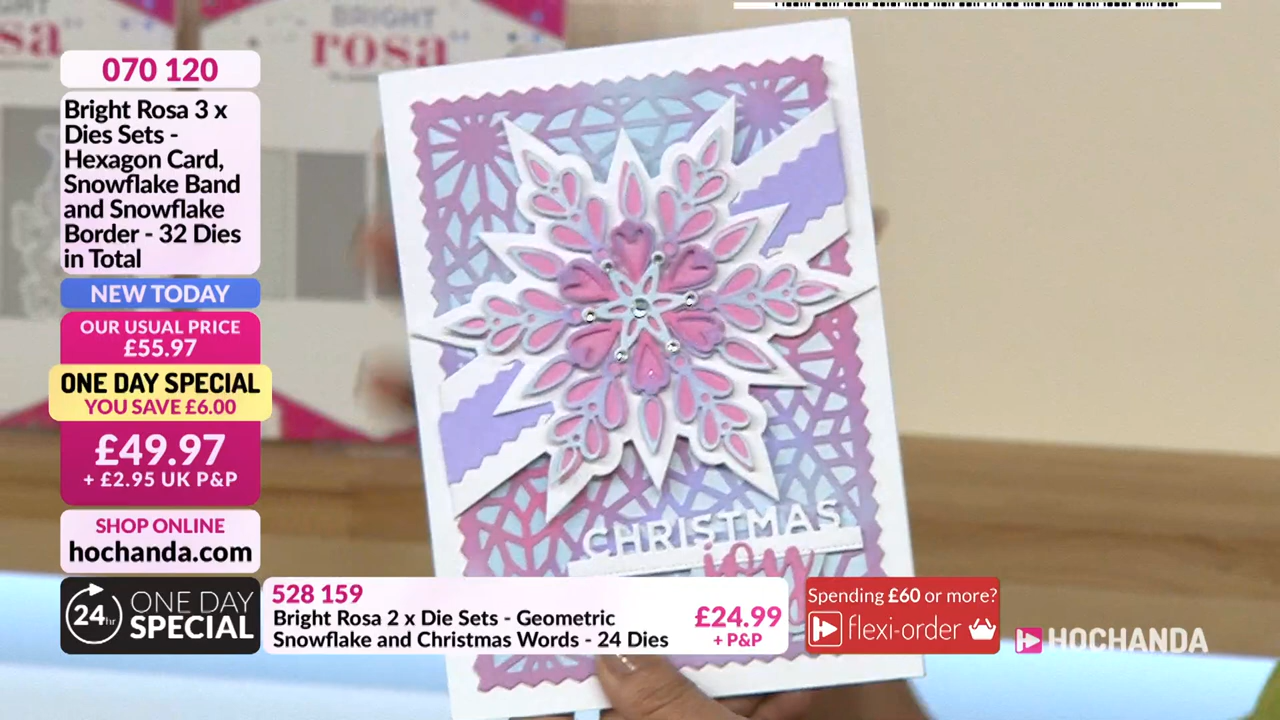 BRIGHT
rosa
BRIGHT
rosa
070 120
Bright Rosa 3 x
Dies Sets -
Hexagon Card,
Snowflake Band
and Snowflake
Border - 32 Dies
in Total
NEW TODAY
OUR USUAL PRICE
£55.97
ONE DAY SPECIAL
YOU SAVE £6.00
£49.97
+ £2.95 UK P&P
SHOP ONLINE
hochanda.com
CHRISTMAS
joy
24hr
ONE DAY
SPECIAL
528 159
Bright Rosa 2 x Die Sets - Geometric
Snowflake and Christmas Words - 24 Dies
£24.99
+ P&P
Spending £60 or more?
flexi-order
HOCHANDA